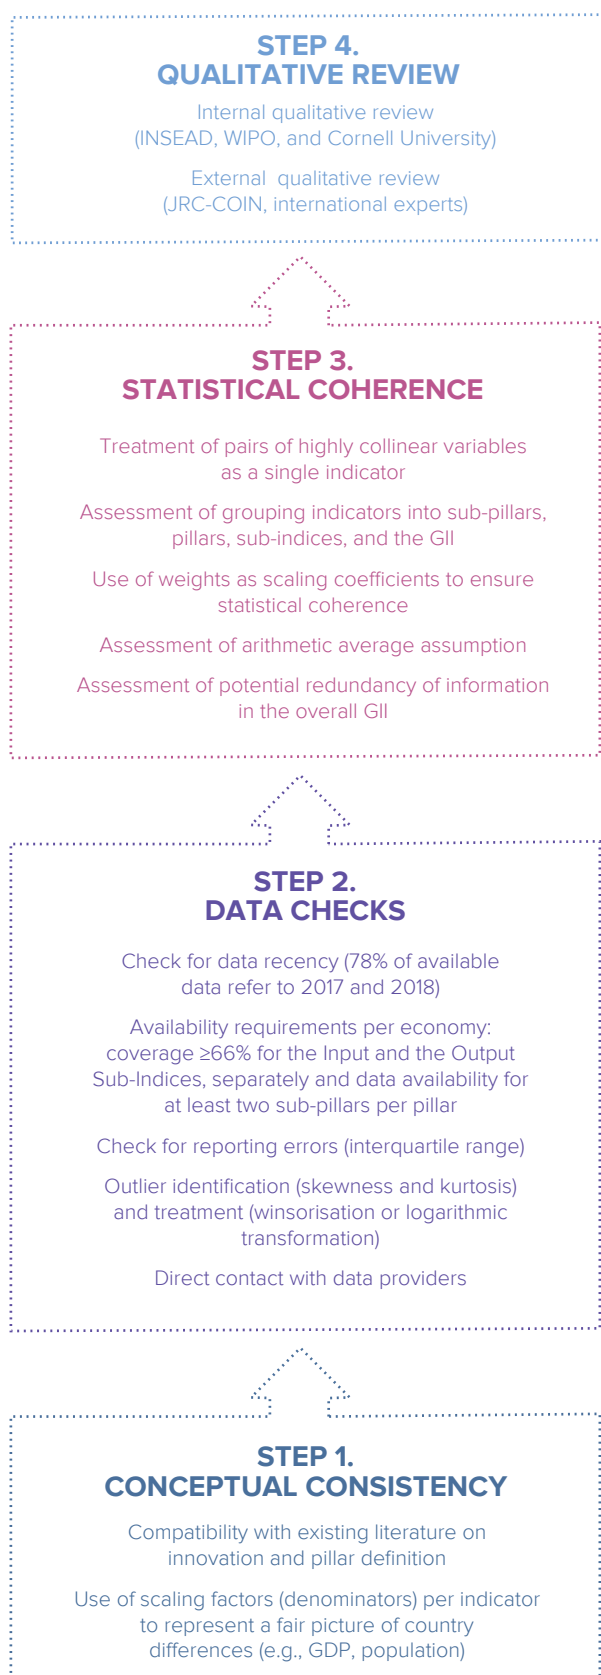 STEP 4.
QUALITATIVE REVIEW
Internal qualitative review
(INSEAD, WIPO, and Cornell University)
External qualitative review
(JRC-COIN, international experts)
STEP 3.
STATISTICAL COHERENCE
Treatment of pairs of highly collinear variables
as a single indicator
Assessment of grouping indicators into sub-pillars,
pillars, sub-indices, and the GII
Use of weights as scaling coefficients to ensure
statistical coherence
Assessment of arithmetic average assumption
Assessment of potential redundancy of information
in the overall GII
STEP 2.
DATA CHECKS
Check for data recency (78% of available
data refer to 2017 and 2018)
Availability requirements per economy:
coverage ≥66% for the Input and the Output
Sub-Indices, separately and data availability for
at least two sub-pillars per pillar
Check for reporting errors (interquartile range)
Outlier identification (skewness and kurtosis)
and treatment (winsorisation or logarithmic
transformation)
Direct contact with data providers
STEP 1.
CONCEPTUAL CONSISTENCY
Compatibility with existing literature on
innovation and pillar definition
Use of scaling factors (denominators) per indicator
to represent a fair picture of country
differences (e.g., GDP, population)